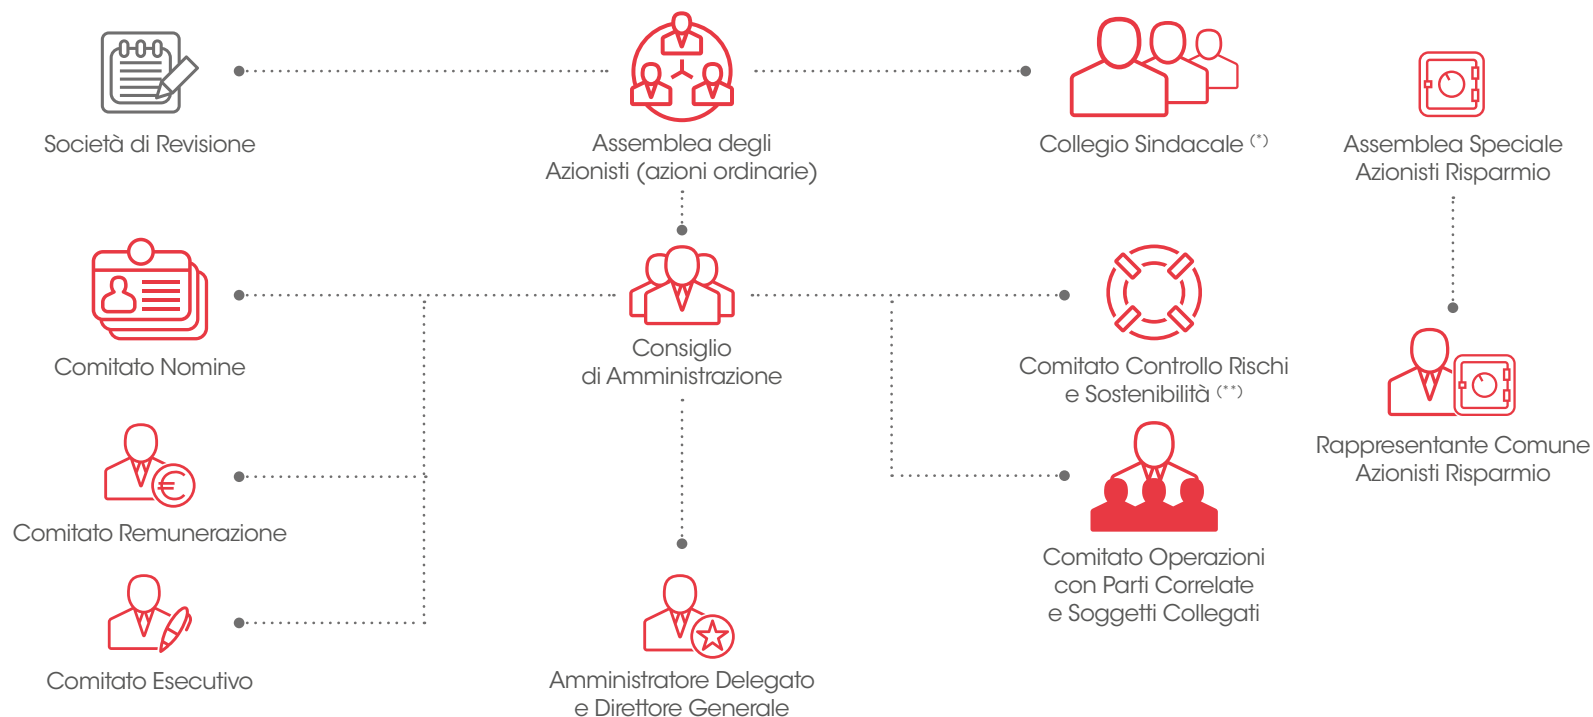 Società di Revisione
Assemblea degli
Azionisti (azioni ordinarie)
Collegio Sindacale (*)
Assemblea Speciale
Azionisti Risparmio
Comitato Nomine
Consiglio
di Amministrazione
Comitato Controllo Rischi
e Sostenibilità (**)
Rappresentante Comune
Azionisti Risparmio
€
Comitato Remunerazione
Comitato Operazioni
con Parti Correlate
e Soggetti Collegati
Comitato Esecutivo
Amministratore Delegato
e Direttore Generale